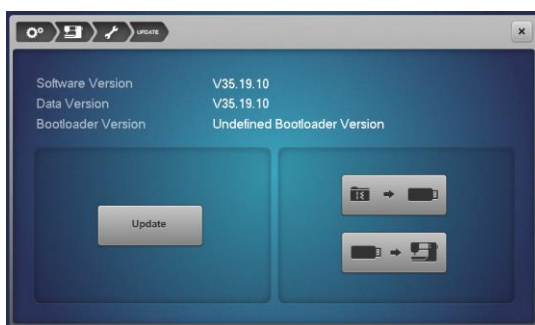 UPDATE
Software Version V35.19.10
Data Version V35.19.10
Bootloader Version Undefined Bootloader Version
Update